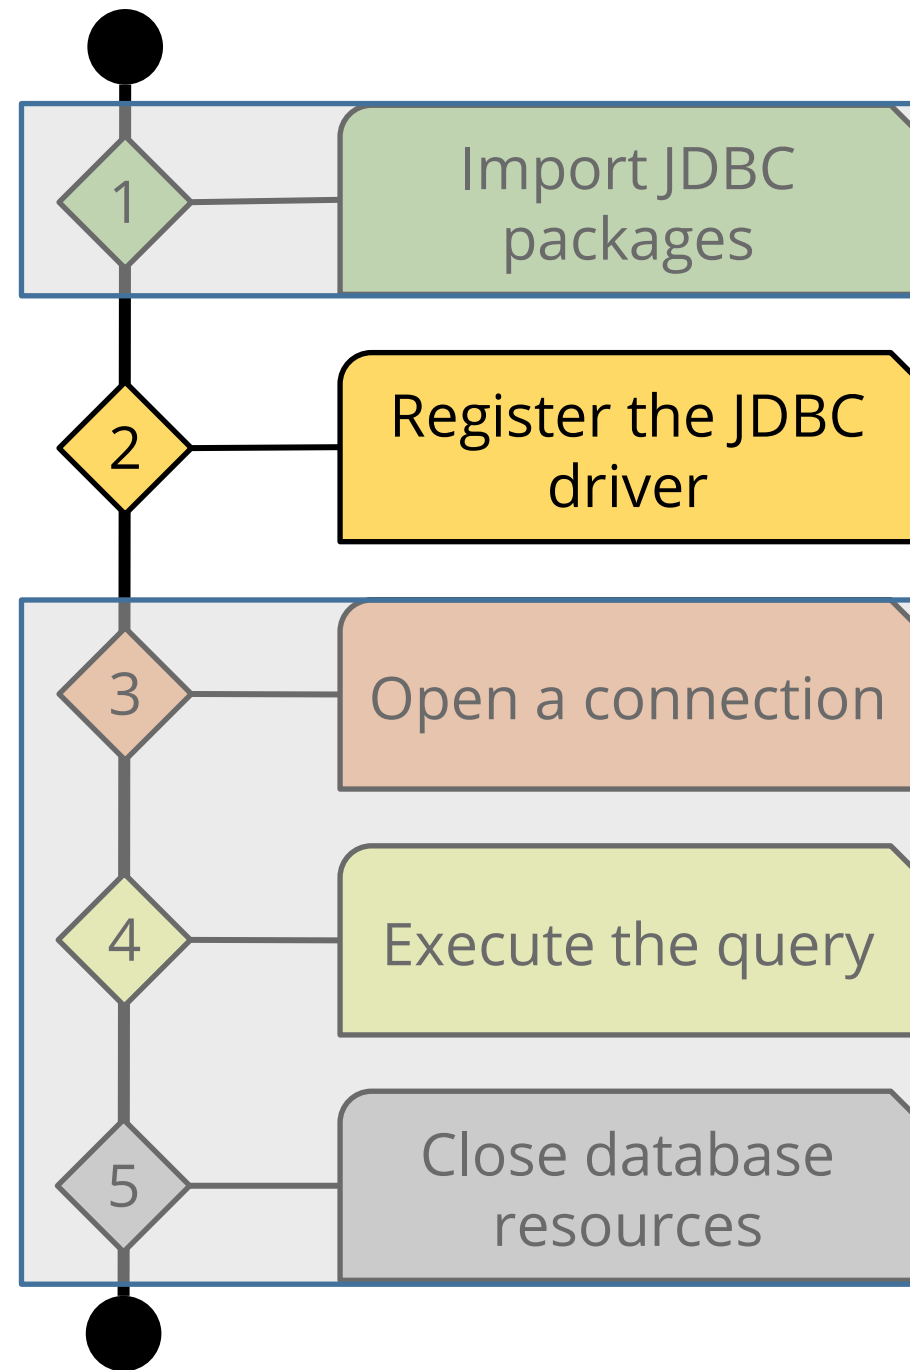 1
Import JDBC
packages
2
Register the JDBC
driver
3
Open a connection
4
Execute the query
5
Close database
resources